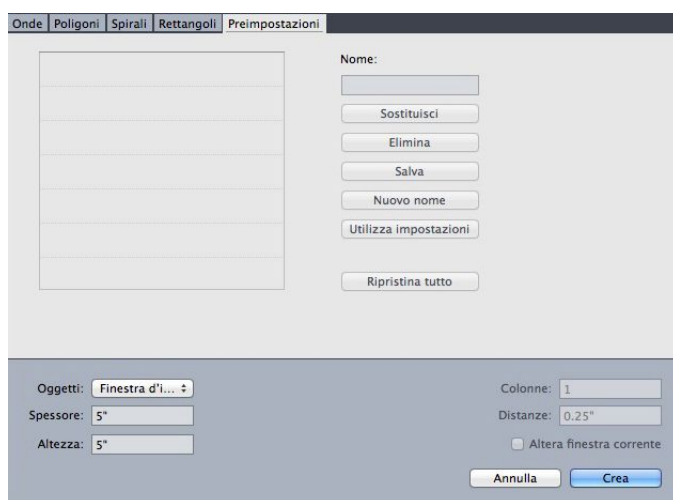 Onde Poligoni Spirali Rettangoli Preimpostazioni
Nome:
Sostituisci
Elimina
Salva
Nuovo nome
Utilizza impostazioni
Ripristina tutto
Oggetti: Finestra d'i...
Spessore: 5"
Altezza: 5"
Colonne: 1
Distanze: 0.25"
Altera finestra corrente
Annulla Crea